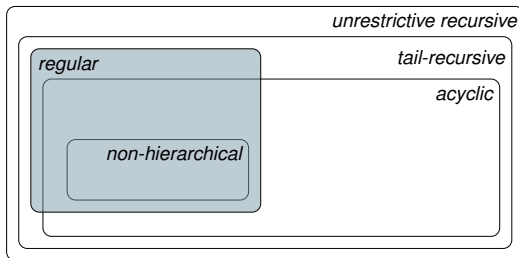 unrestrictive recursive
regular
tail-recursive
acyclic
non-hierarchical